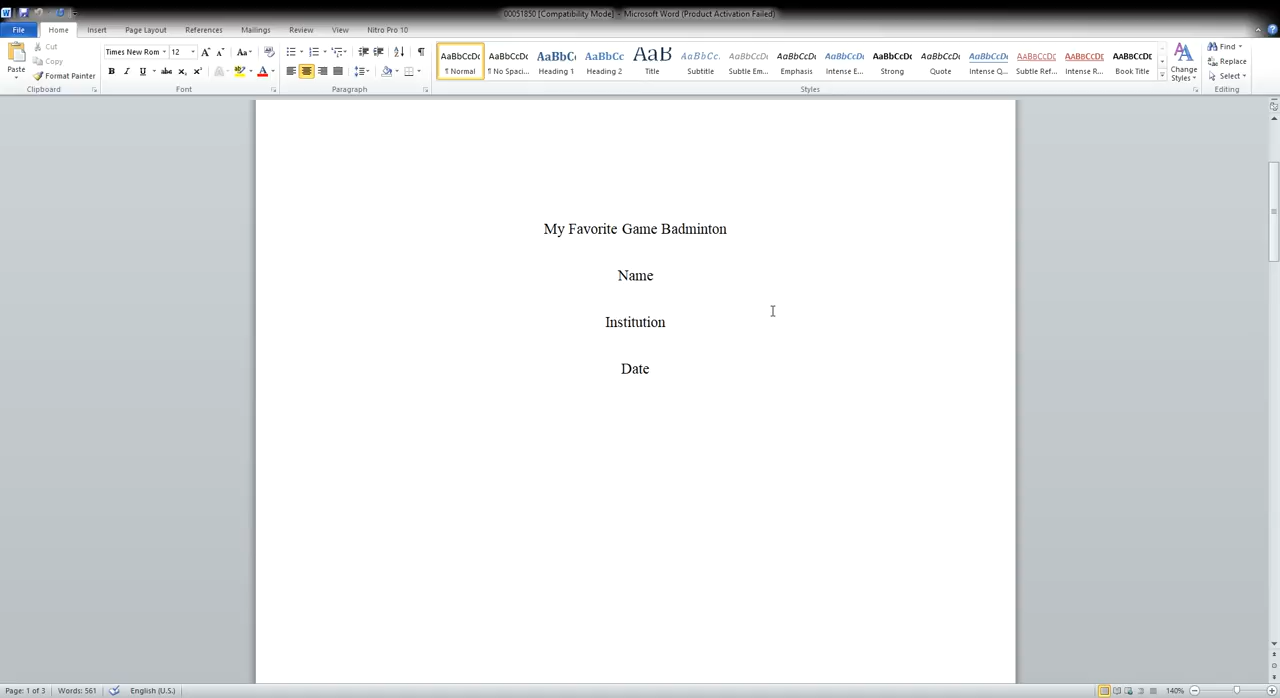 00051850 [Compatibility Mode] - Microsoft Word (Product Activation Failed)
File Home Insert Page Layout References Mailings Review View Nitro Pro 10
Paste
Cut
Copy
Format Painter
Clipboard
Times New Rom 12
Font
Paragraph
AaBbCcDc AaBbCcDc AaBbC AaBbCc AaB AaBbCc. AaBbCcDc AaBbCcDc AaBbCcDc AaBbCcDc AaBbCcDc AaBbCcDc AABBCCDC AABBCCDC AABBCCDC
¶ Normal ¶ No Spaci... Heading 1 Heading 2 Title Subtitle Subtle Em... Emphasis Intense E... Strong Quote Intense Q... Subtle Ref... Intense R... Book Title
Styles
Change Styles
Find
Replace
Select
Editing
My Favorite Game Badminton
Name
Institution
Date
Page: 1 of 3 Words: 561 English (U.S.) 140%